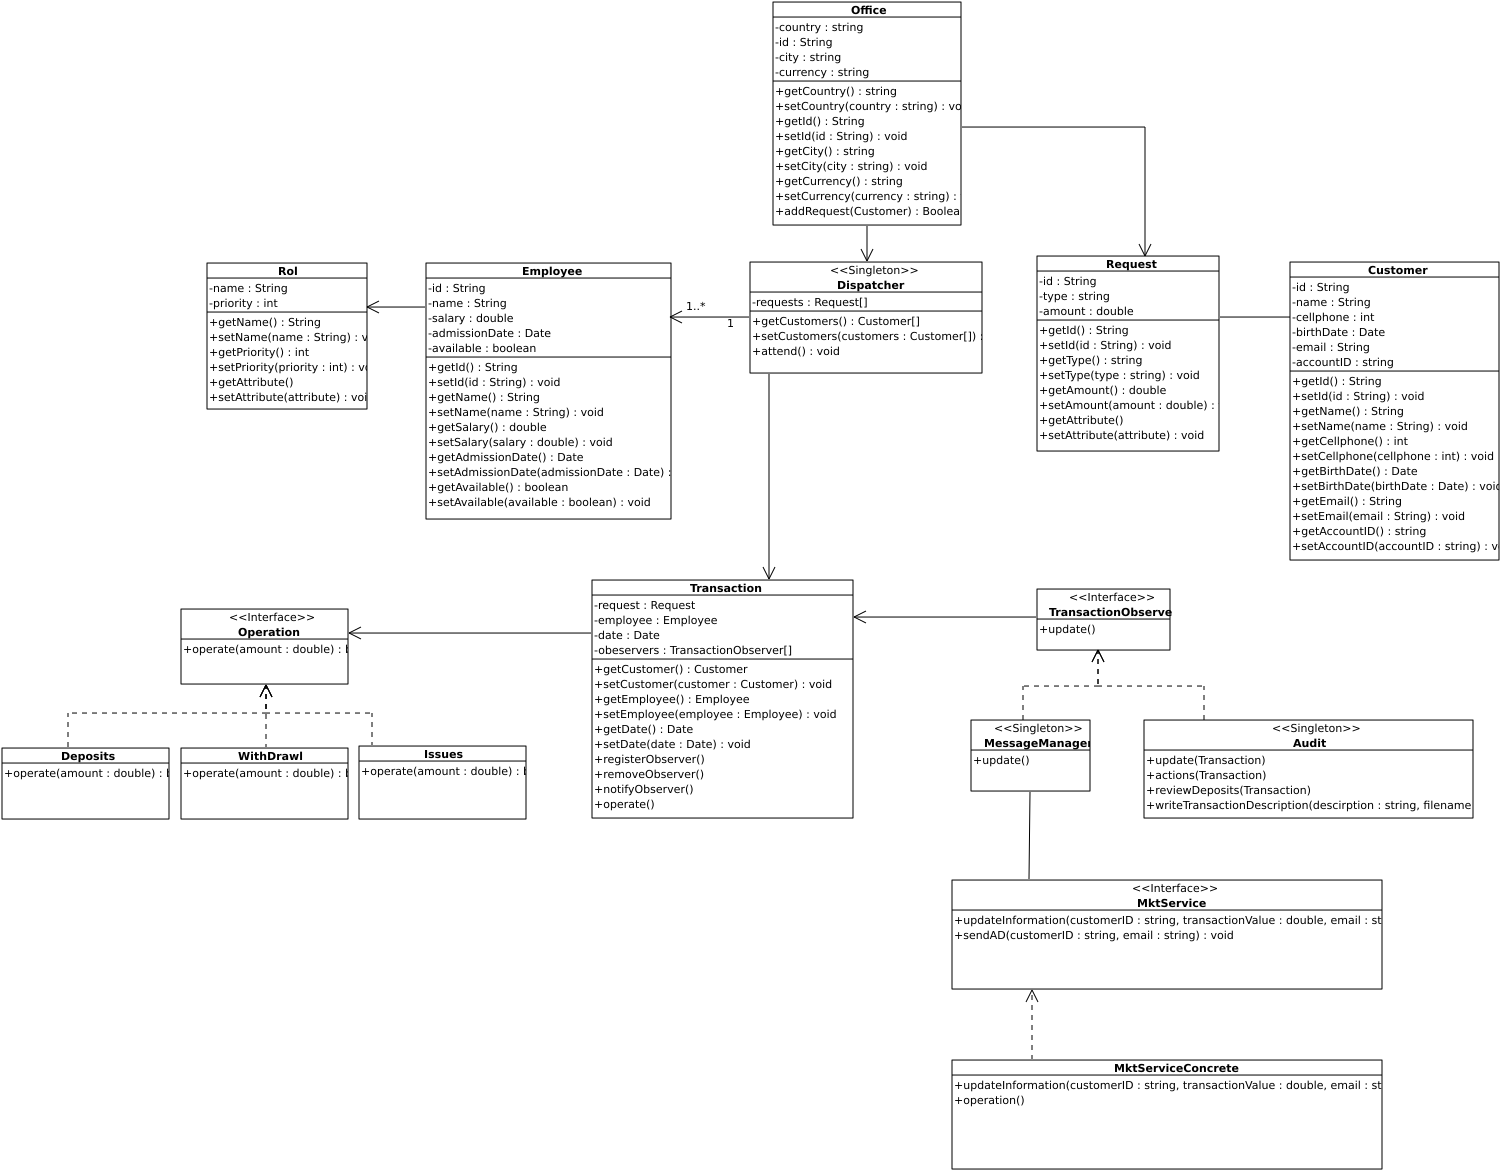 Office
-country : string
-id : String
-city : string
-currency : string
+getCountry() : string
+setCountry(country : string) : vo
+getId() : String
+setId(id : String) : void
+getCity() : string
+setCity(city : string) : void
+getCurrency() : string
+setCurrency(currency : string) :
+addRequest(Customer) : Boolea
Rol
-name : String
-priority : int
+getName() : String
+setName(name : String) : v
+getPriority() : int
+setPriority(priority : int) : vo
+getAttribute()
+setAttribute(attribute) : voi
Employee
-id : String
-name : String
-salary : double
-admissionDate : Date
-available : boolean
+getId() : String
+setId(id : String) : void
+getName() : String
+setName(name : String) : void
+getSalary() : double
+setSalary(salary : double) : void
+getAdmissionDate() : Date
+setAdmissionDate(admissionDate : Date) :
+getAvailable() : boolean
+setAvailable(available : boolean) : void
1..*
1
<<Singleton>>
Dispatcher
-requests : Request[]
+getCustomers() : Customer[]
+setCustomers(customers : Customer[]) :
+attend() : void
Request
-id : String
-type : string
-amount : double
+getId() : String
+setId(id : String) : void
+getType() : string
+setType(type : string) : void
+getAmount() : double
+setAmount(amount : double) :
+getAttribute()
+setAttribute(attribute) : void
Customer
-id : String
-name : String
-cellphone : int
-birthDate : Date
-email : String
-accountID : string
+getId() : String
+setId(id : String) : void
+getName() : String
+setName(name : String) : void
+getCellphone() : int
+setCellphone(cellphone : int) : void
+getBirthDate() : Date
+setBirthDate(birthDate : Date) : void
+getEmail() : String
+setEmail(email : String) : void
+getAccountID() : string
+setAccountID(accountID : string) : v
<<Interface>>
Operation
+operate(amount : double) : b
Transaction
-request : Request
-employee : Employee
-date : Date
-obeservers : TransactionObserver[]
+getCustomer() : Customer
+setCustomer(customer : Customer) : void
+getEmployee() : Employee
+setEmployee(employee : Employee) : void
+getDate() : Date
+setDate(date : Date) : void
+registerObserver()
+removeObserver()
+notifyObserver()
+operate()
<<Interface>>
TransactionObserve
+update()
Deposits
+operate(amount : double) : b
WithDrawl
+operate(amount : double) : b
Issues
+operate(amount : double) : b
<<Singleton>>
MessageManager
+update()
<<Singleton>>
Audit
+update(Transaction)
+actions(Transaction)
+reviewDeposits(Transaction)
+writeTransactionDescription(descirption : string, filename
<<Interface>>
MktService
+updateInformation(customerID : string, transactionValue : double, email : st
+sendAD(customerID : string, email : string) : void
MktServiceConcrete
+updateInformation(customerID : string, transactionValue : double, email : st
+operation()